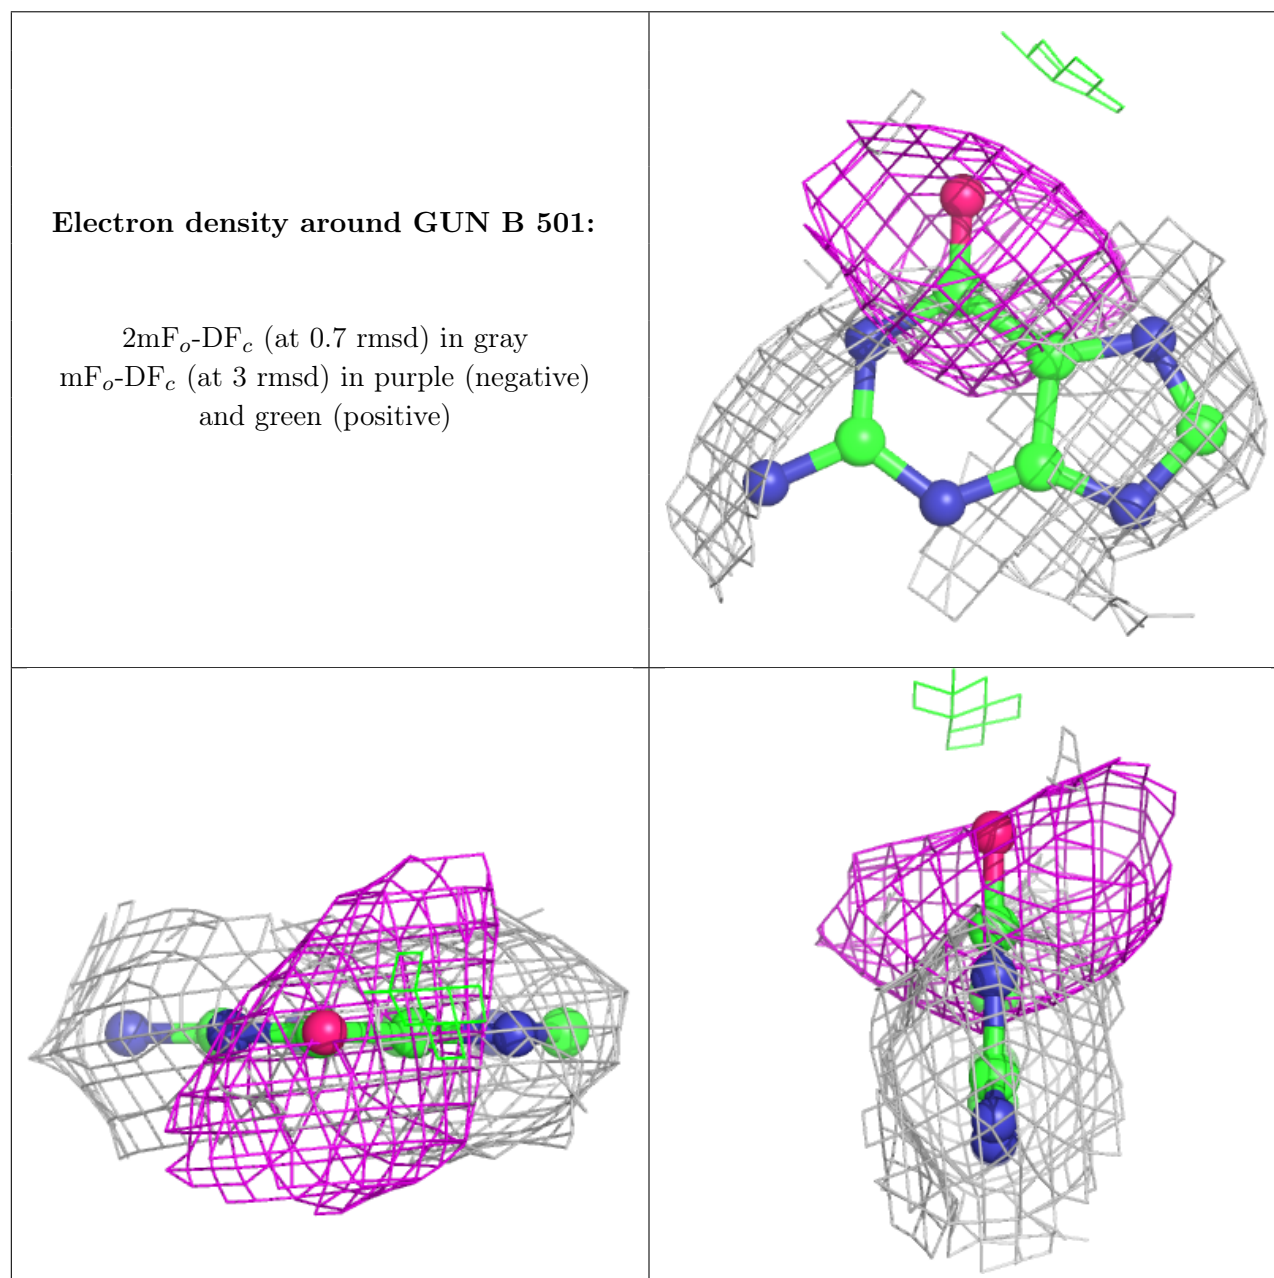 Electron density around GUN B 501:
2mFo-DFc (at 0.7 rmsd) in gray
mFo-DFc (at 3 rmsd) in purple (negative)
and green (positive)